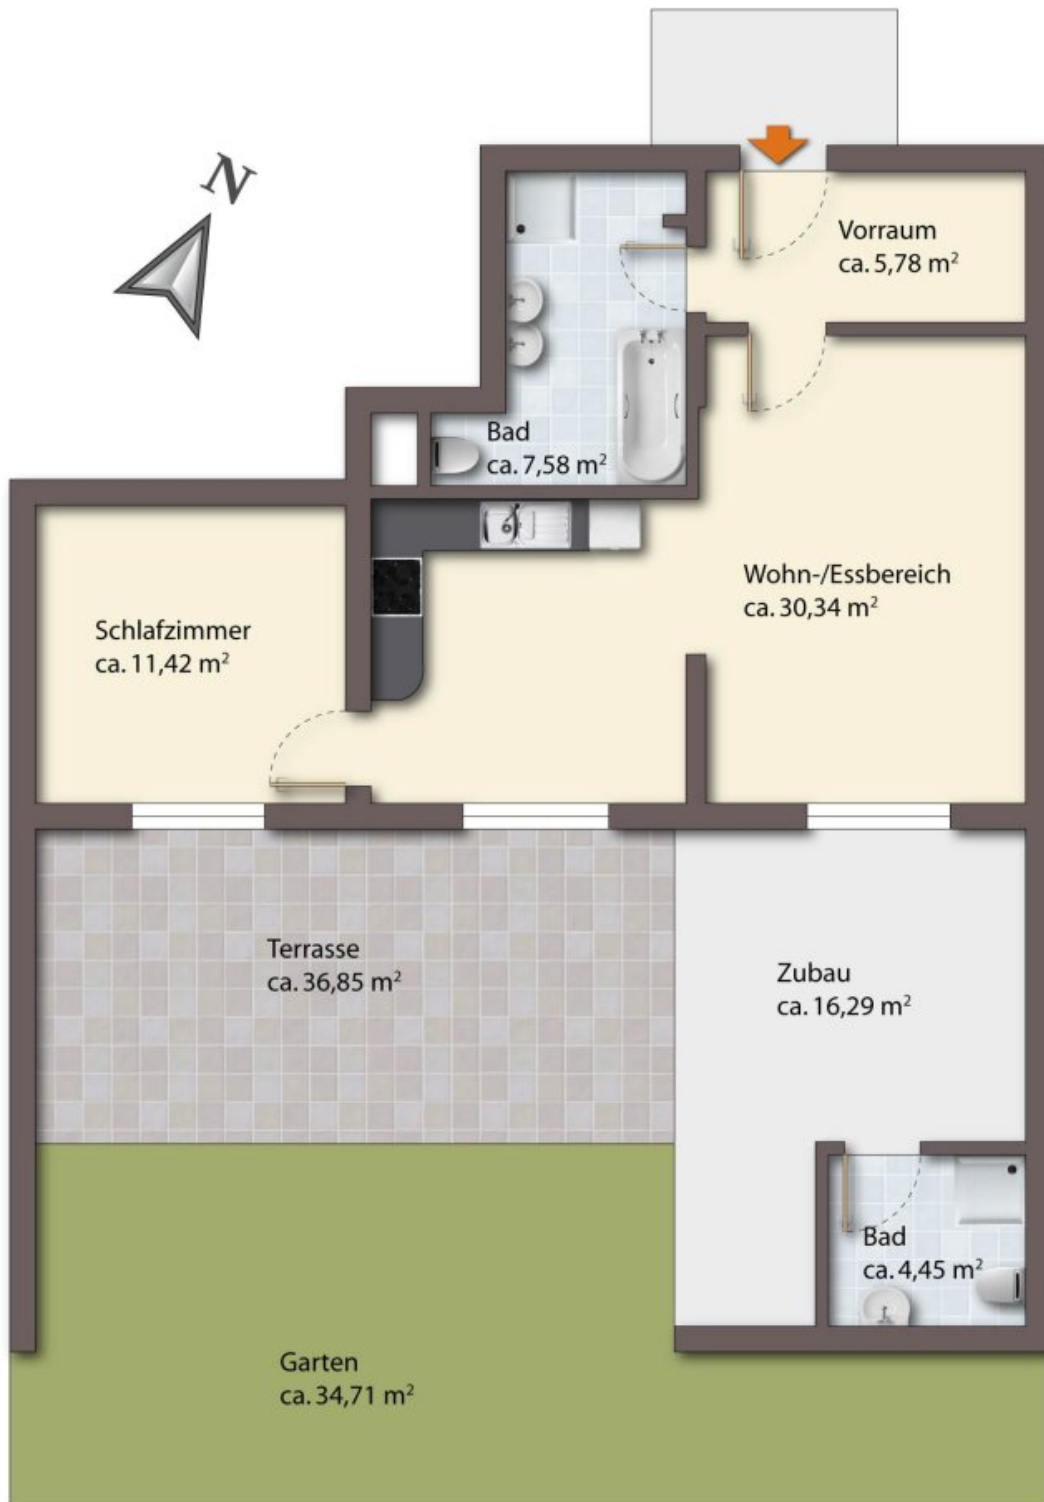 N
Vorraum
ca. 5,78 m²
Bad
ca. 7,58 m²
Wohn-/Essbereich
ca. 30,34 m²
Schlafzimmer
ca. 11,42 m²
Terrasse
ca. 36,85 m²
Zubau
ca. 16,29 m²
Bad
ca. 4,45 m²
Garten
ca. 34,71 m²